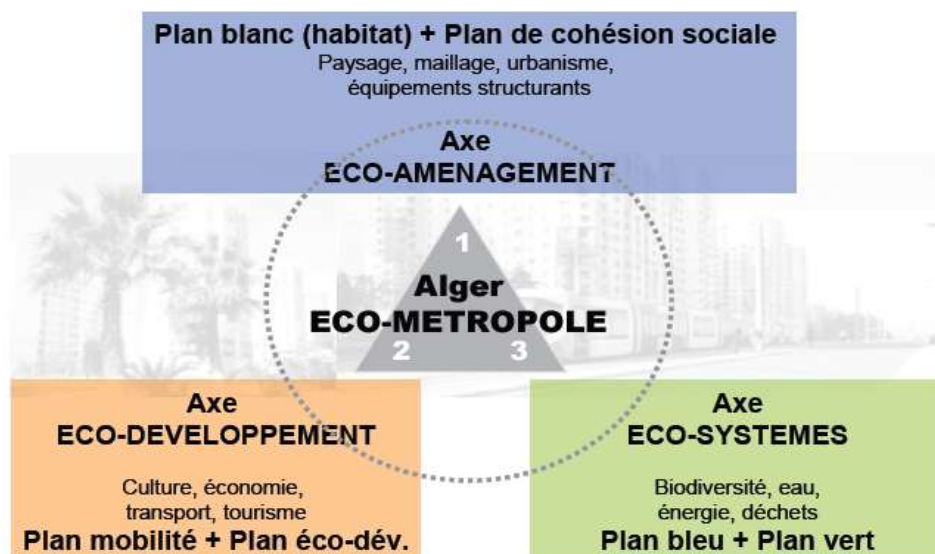 Plan blanc (habitat) + Plan de cohésion sociale
Paysage, maillage, urbanisme,
équipements structurants
Axe
ECO-AMENAGEMENT
1
Alger
ECO-METROPOLE
2 3
Axe
ECO-DEVELOPPEMENT
Culture, économie,
transport, tourisme
Plan mobilité + Plan éco-dév.
Axe
ECO-SYSTEMES
Biodiversité, eau,
énergie, déchets
Plan bleu + Plan vert